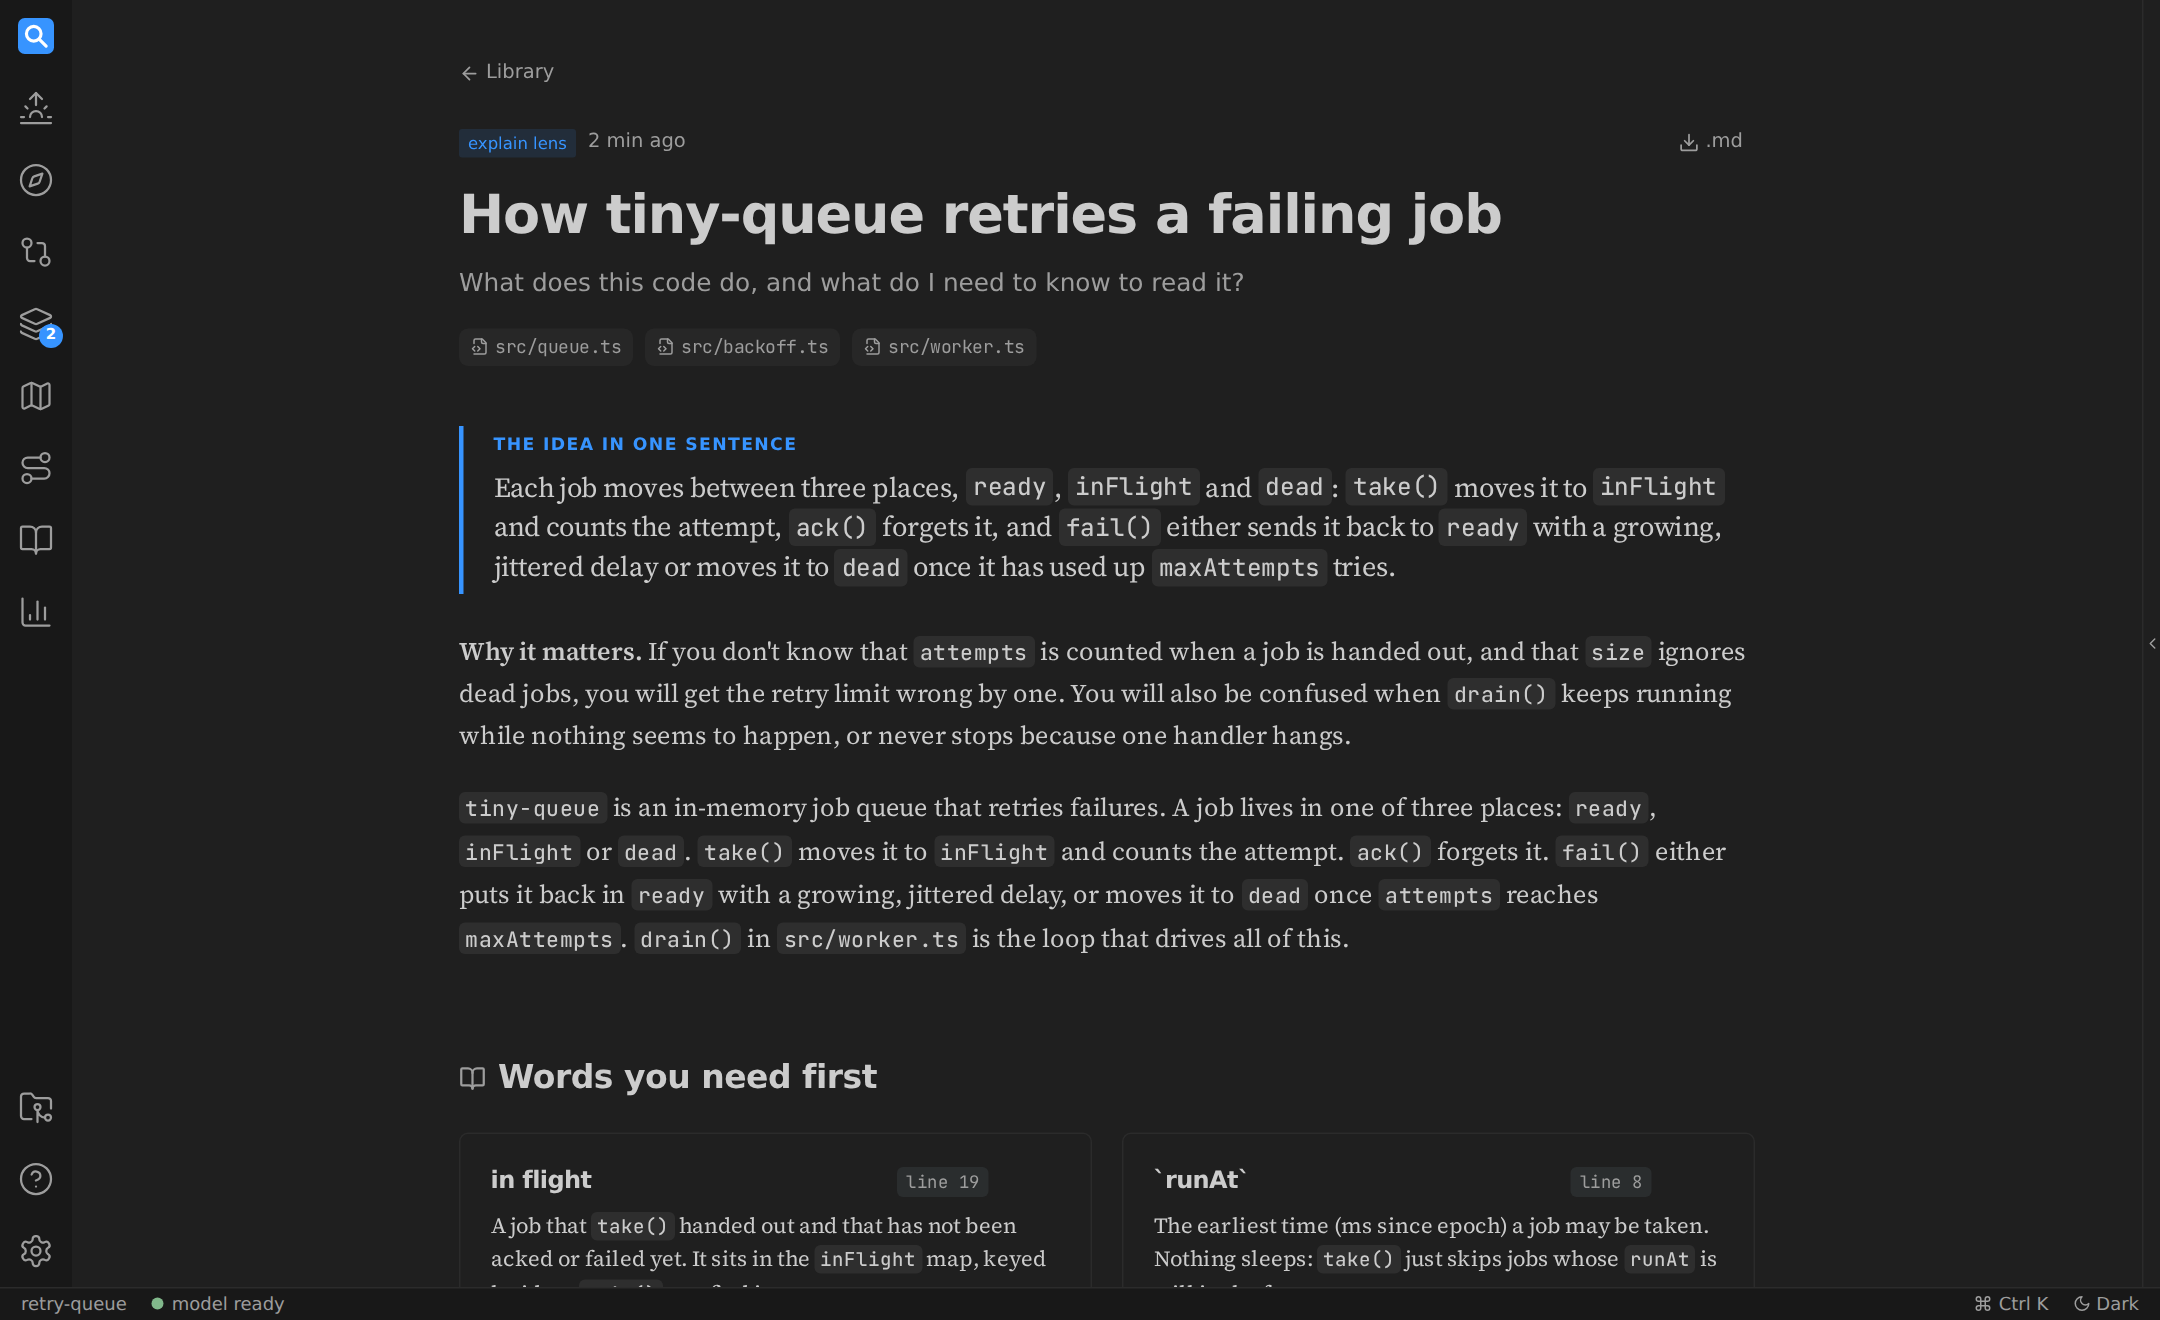 Library
explain lens 2 min ago .md
How tiny-queue retries a failing job
What does this code do, and what do I need to know to read it?
src/queue.ts src/backoff.ts src/worker.ts
THE IDEA IN ONE SENTENCE
Each job moves between three places, ready, inFlight and dead: take() moves it to inFlight
and counts the attempt, ack() forgets it, and fail() either sends it back to ready with a growing,
jittered delay or moves it to dead once it has used up maxAttempts tries.
Why it matters. If you don't know that attempts is counted when a job is handed out, and that size ignores
dead jobs, you will get the retry limit wrong by one. You will also be confused when drain() keeps running
while nothing seems to happen, or never stops because one handler hangs.
tiny-queue is an in-memory job queue that retries failures. A job lives in one of three places: ready,
inFlight or dead. take() moves it to inFlight and counts the attempt. ack() forgets it. fail() either
puts it back in ready with a growing, jittered delay, or moves it to dead once attempts reaches
maxAttempts. drain() in src/worker.ts is the loop that drives all of this.
Words you need first
in flight line 19
A job that take() handed out and that has not been
acked or failed yet. It sits in the inFlight map, keyed
`runAt` line 8
The earliest time (ms since epoch) a job may be taken.
Nothing sleeps: take() just skips jobs whose runAt is
2
retry-queue model ready ⌘ Ctrl K Dark